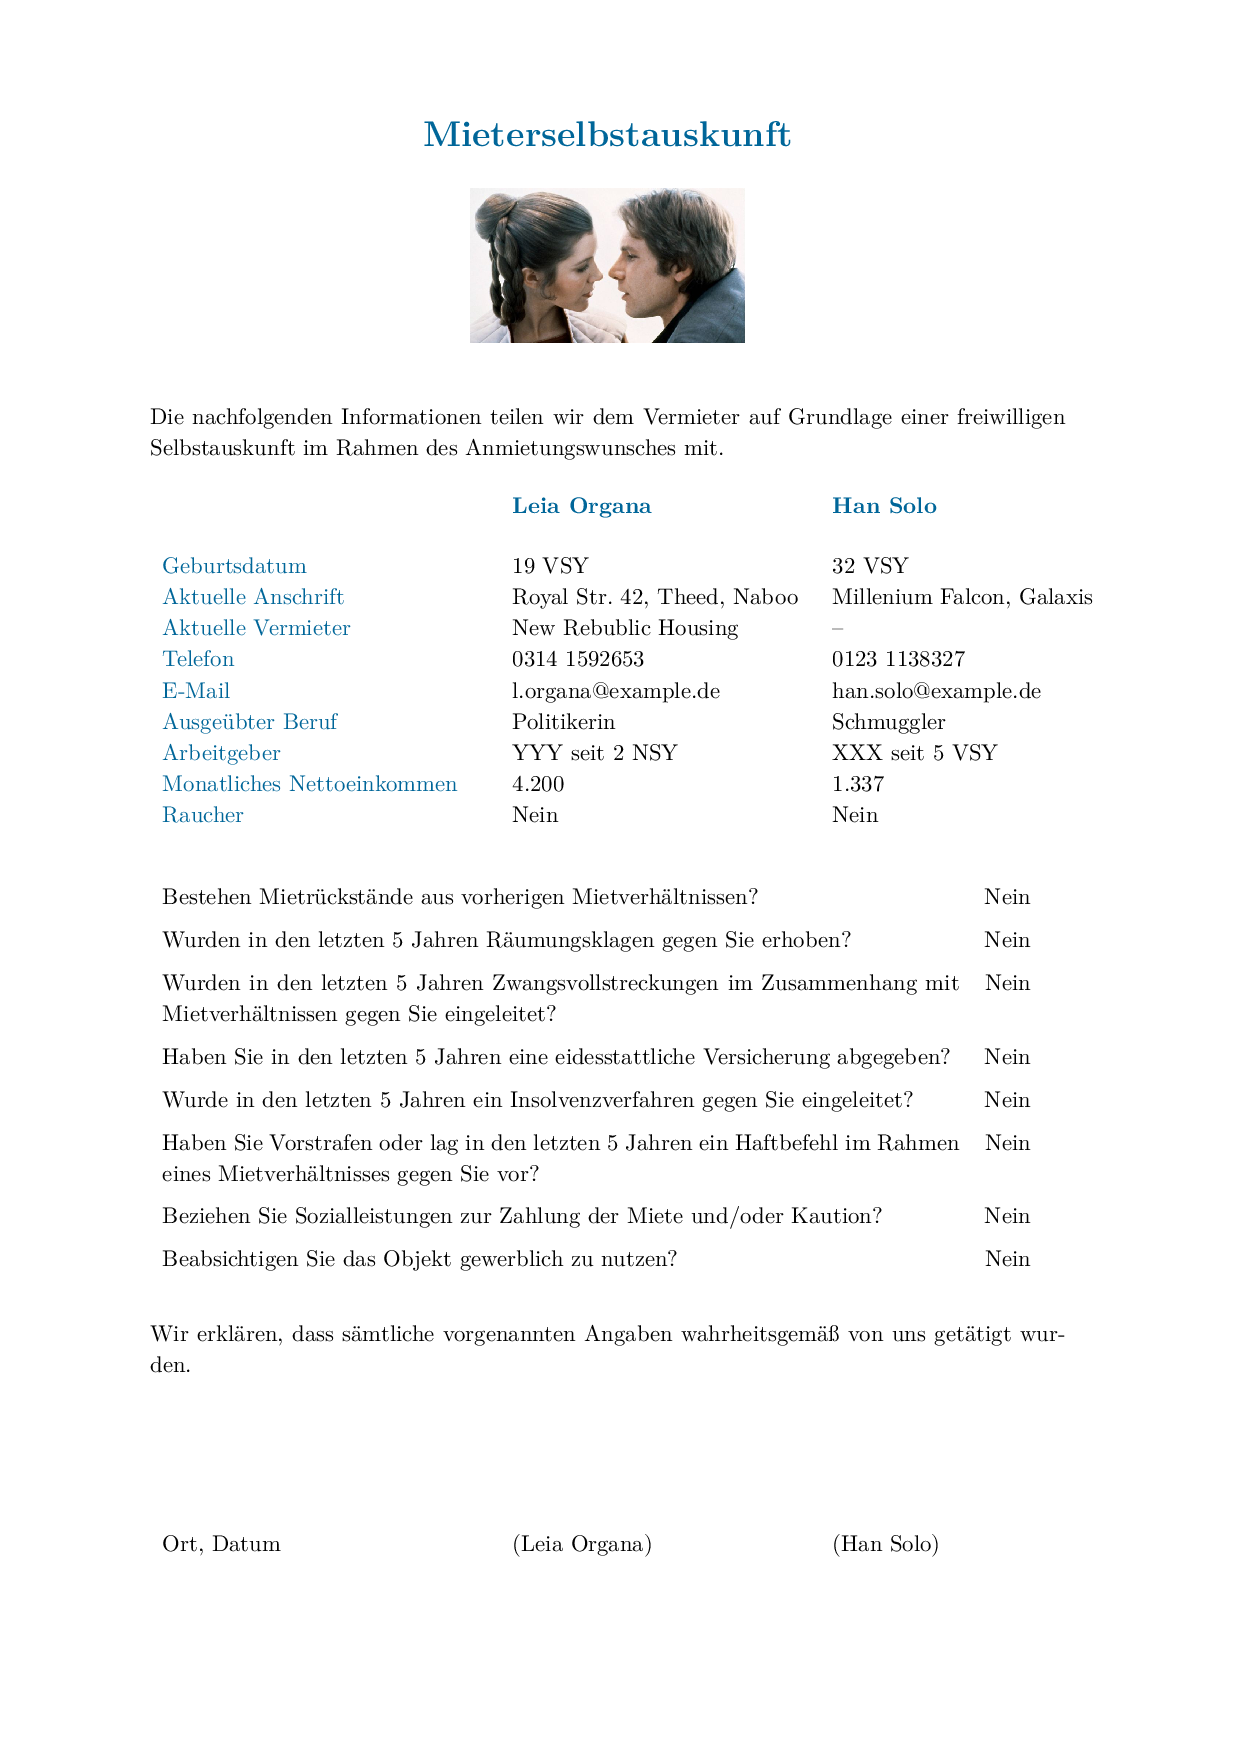 Mieterselbstauskunft
Die nachfolgenden Informationen teilen wir dem Vermieter auf Grundlage einer freiwilligen
Selbstauskunft im Rahmen des Anmietungswunsches mit.
Leia Organa Han Solo
Geburtsdatum 19 VSY 32 VSY
Aktuelle Anschrift Royal Str. 42, Theed, Naboo Millenium Falcon, Galaxis
Aktuelle Vermieter New Rebublic Housing –
Telefon 0314 1592653 0123 1138327
E-Mail l.organa@example.de han.solo@example.de
Ausgeübter Beruf Politikerin Schmuggler
Arbeitgeber YYY seit 2 NSY XXX seit 5 VSY
Monatliches Nettoeinkommen 4.200 1.337
Raucher Nein Nein
Bestehen Mietrückstände aus vorherigen Mietverhältnissen? Nein
Wurden in den letzten 5 Jahren Räumungsklagen gegen Sie erhoben? Nein
Wurden in den letzten 5 Jahren Zwangsvollstreckungen im Zusammenhang mit Nein
Mietverhältnissen gegen Sie eingeleitet?
Haben Sie in den letzten 5 Jahren eine eidesstattliche Versicherung abgegeben? Nein
Wurde in den letzten 5 Jahren ein Insolvenzverfahren gegen Sie eingeleitet? Nein
Haben Sie Vorstrafen oder lag in den letzten 5 Jahren ein Haftbefehl im Rahmen Nein
eines Mietverhältnisses gegen Sie vor?
Beziehen Sie Sozialleistungen zur Zahlung der Miete und/oder Kaution? Nein
Beabsichtigen Sie das Objekt gewerblich zu nutzen? Nein
Wir erklären, dass sämtliche vorgenannten Angaben wahrheitsgemäß von uns getätigt wur-
den.
Ort, Datum (Leia Organa) (Han Solo)